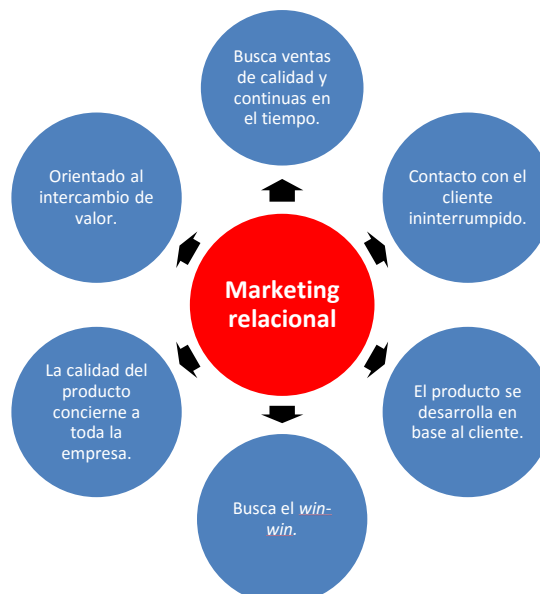 Busca ventas
de calidad y
continuas en
el tiempo.
Orientado al
intercambio de
valor.
Contacto con el
cliente
ininterrumpido.
Marketing
relacional
La calidad del
producto
concierne a
toda la
empresa.
El producto se
desarrolla en
base al cliente.
Busca el win-
win.